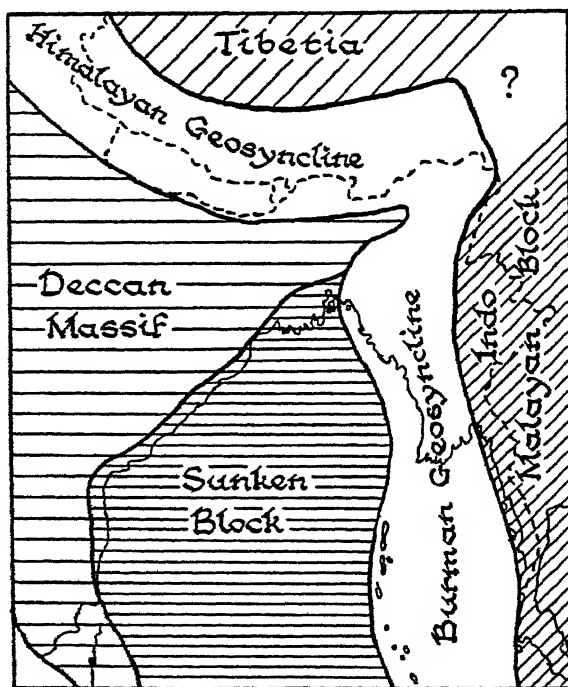 Tibetia
Himalayan Geosyncline
?
Deccan
Massif
Indo
Malayan
Block
Sunken
Block
Burman Geosyncline